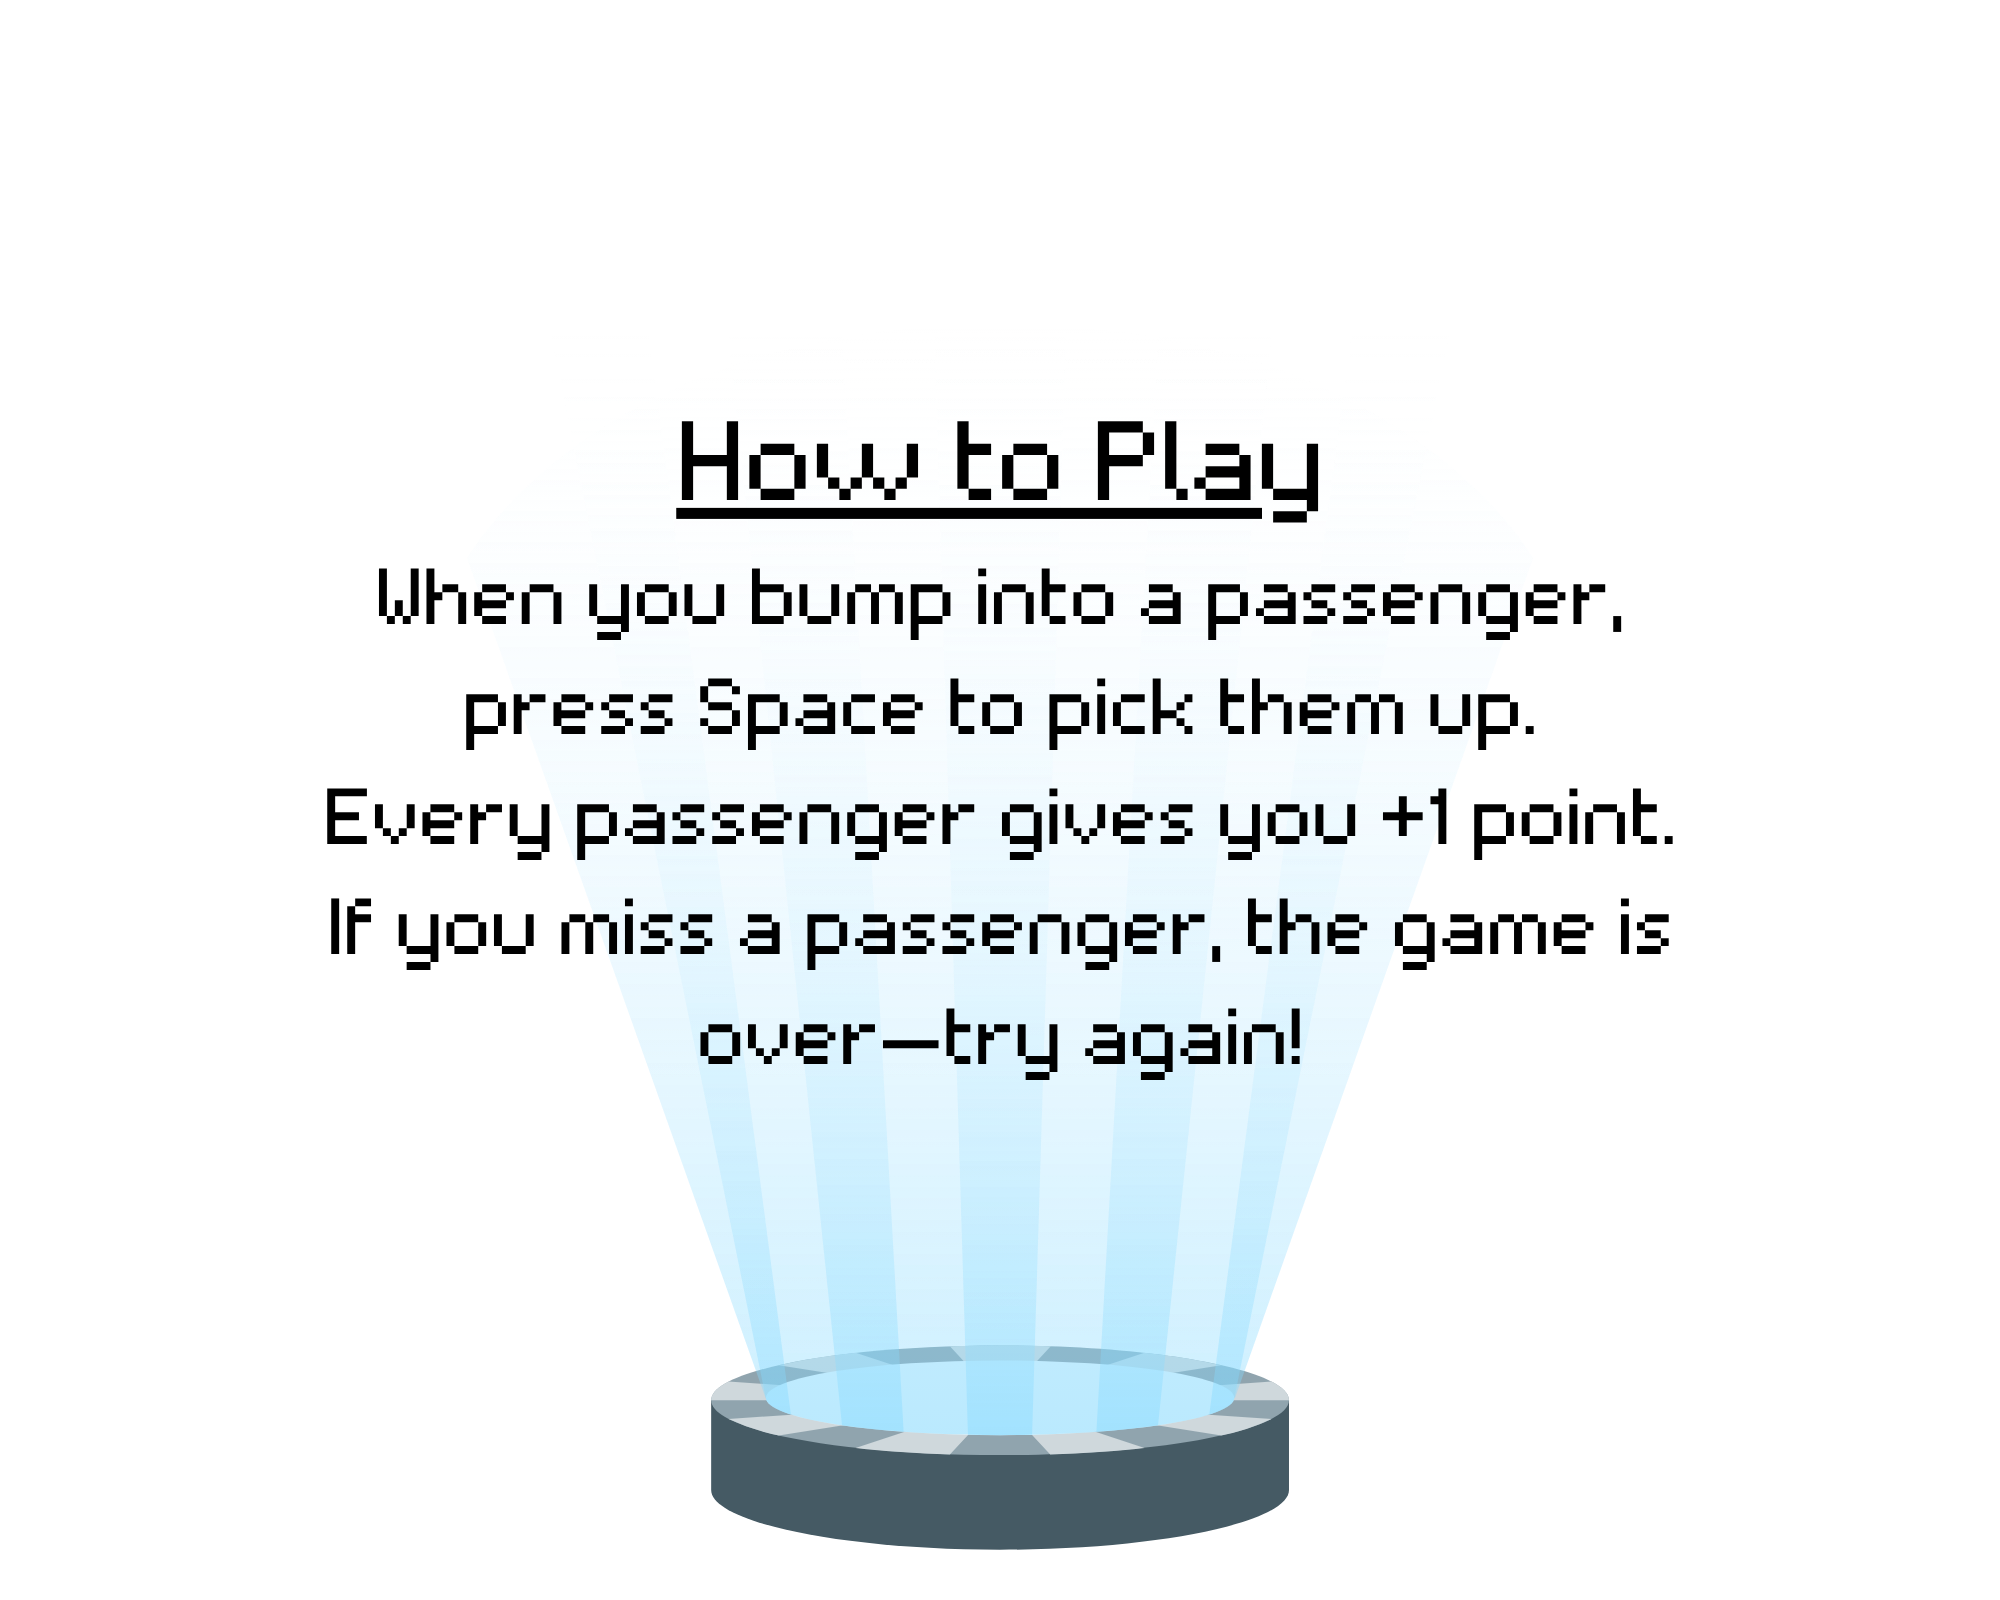 How to Play
When you bump into a passenger,
press Space to pick them up.
Every passenger gives you +1 point.
If you miss a passenger, the game is
over—try again!